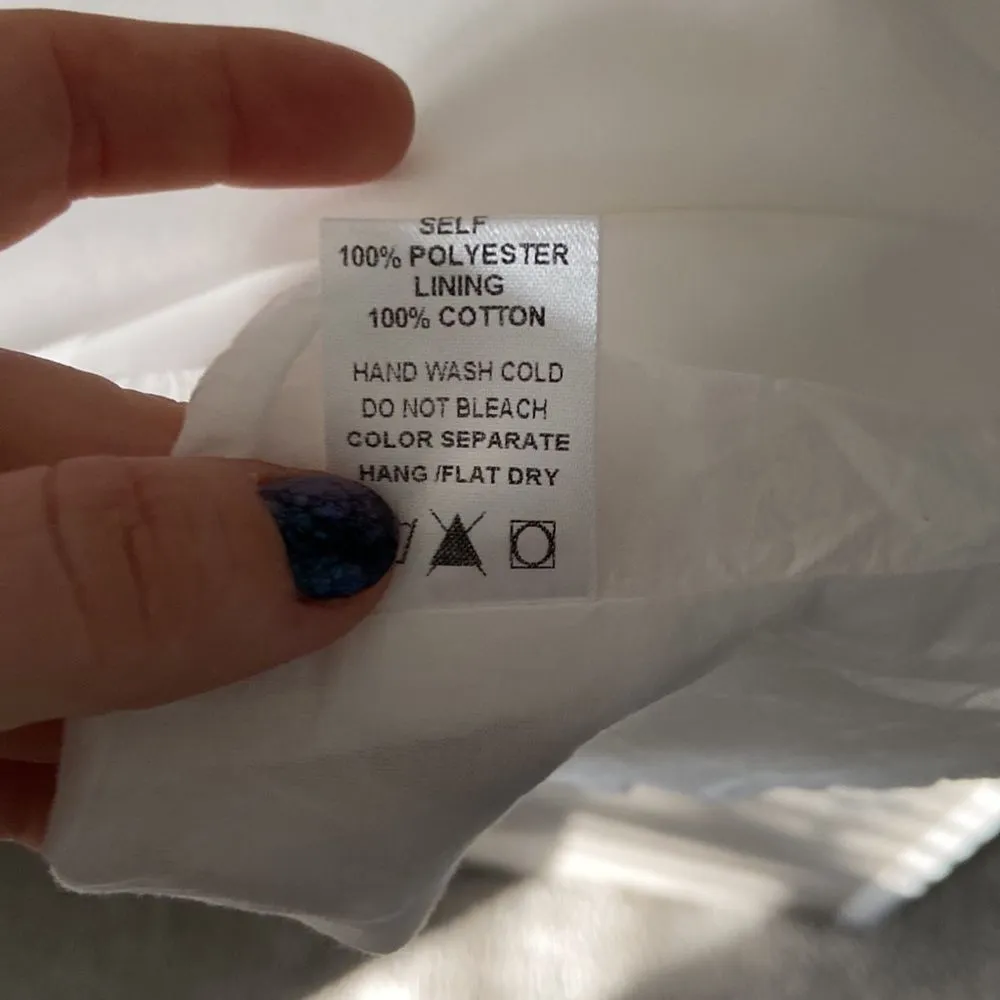 SELF
100% POLYESTER
LINING
100% COTTON
HAND WASH COLD
DO NOT BLEACH
COLOR SEPARATE
HANG /FLAT DRY